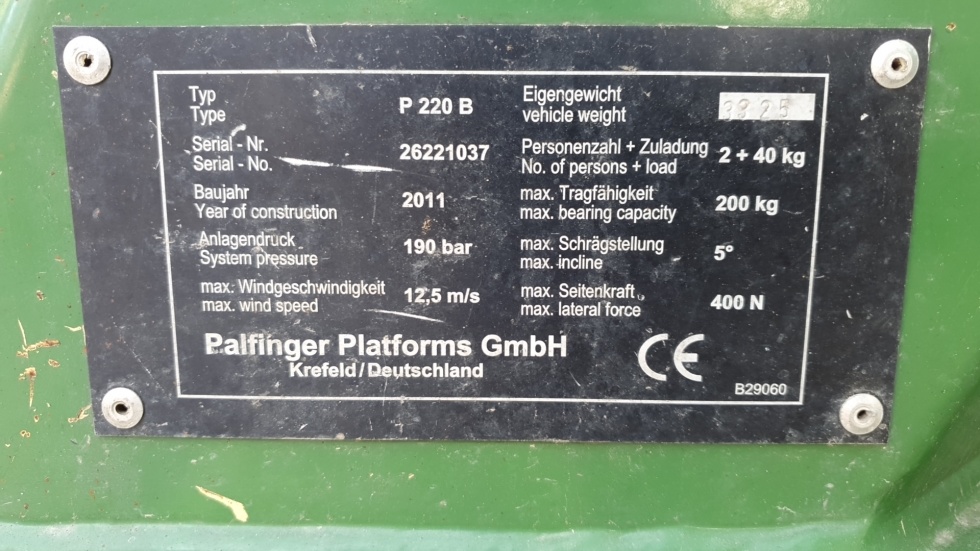 Typ
Type
P 220 B
Serial - Nr.
Serial - No.
26221037
Baujahr
Year of construction
2011
Anlagendruck
System pressure
190 bar
max. Windgeschwindigkeit
max. wind speed
12,5 m/s
Eigengewicht
vehicle weight
Personenzahl + Zuladung
No. of persons + load
2 + 40 kg
max. Tragfähigkeit
max. bearing capacity
200 kg
max. Schrägstellung
max. incline
5°
max. Seitenkraft
max. lateral force
400 N
Palfinger Platforms GmbH
Krefeld/Deutschland
CE
B29060